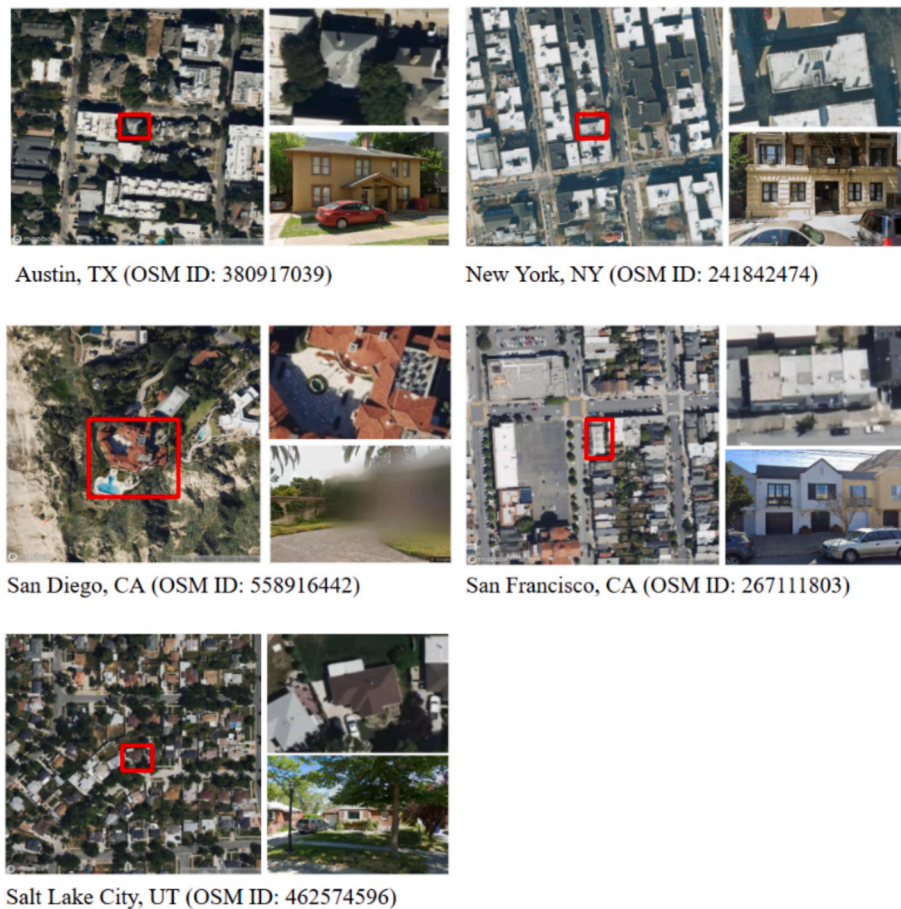 Austin, TX (OSM ID: 380917039)
New York, NY (OSM ID: 241842474)
San Diego, CA (OSM ID: 558916442)
San Francisco, CA (OSM ID: 267111803)
Salt Lake City, UT (OSM ID: 462574596)